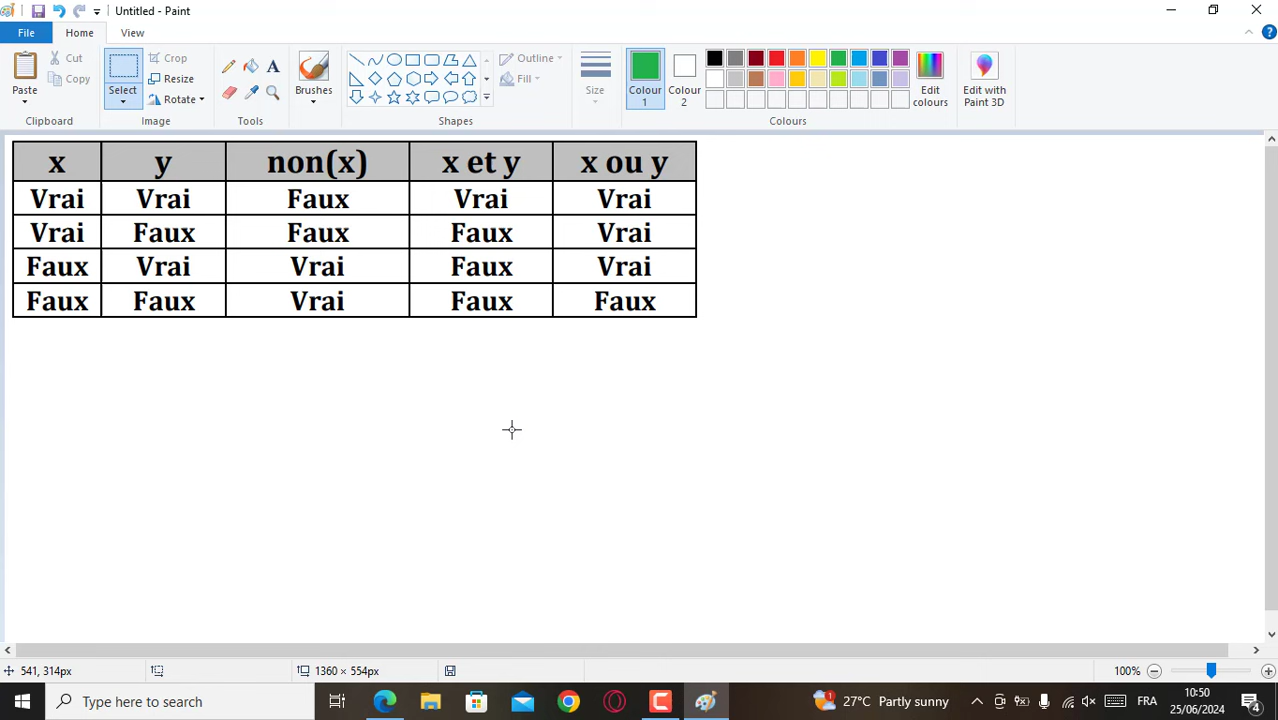 Untitled - Paint
File Home View
Paste
Cut
Copy
Clipboard
Select
Crop
Resize
Rotate
Image
A
Tools
Brushes
Outline
Fill
Shapes
Size
Colour 1
Colour 2
Edit colours
Colours
Edit with Paint 3D
x y non(x) x et y x ou y
Vrai Vrai Faux Vrai Vrai
Vrai Faux Faux Faux Vrai
Faux Vrai Vrai Faux Vrai
Faux Faux Vrai Faux Faux
541, 314px 1360 × 554px 100%
Type here to search 27°C Partly sunny FRA 10:50
25/06/2024 4